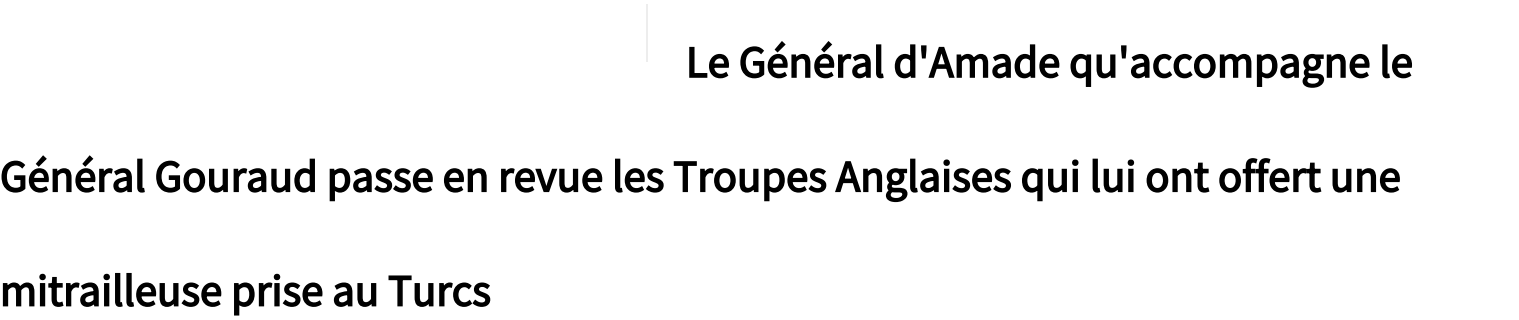 Le Général d'Amade qu'accompagne le
Général Gouraud passe en revue les Troupes Anglaises qui lui ont offert une
mitrailleuse prise au Turcs